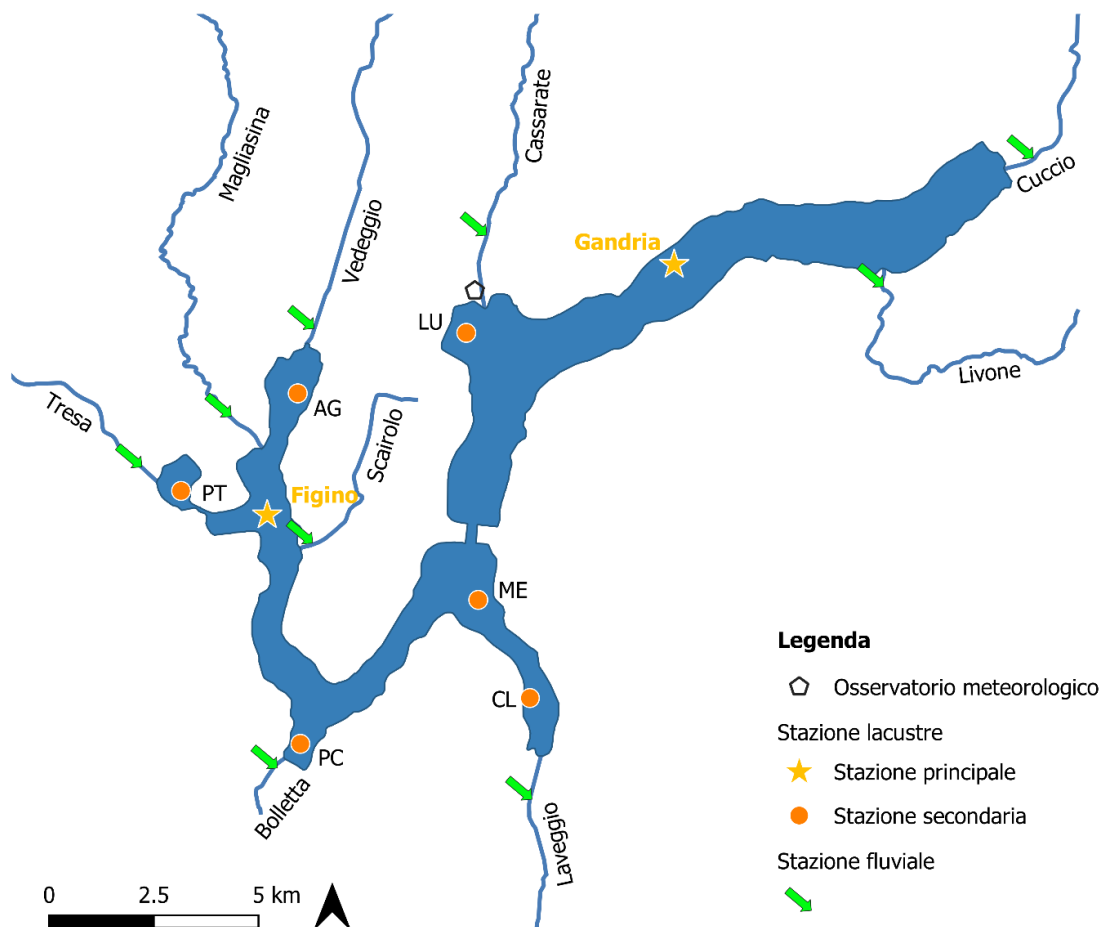 Magliasina
Vedeggio
Cassarate
Cuccio
Gandria
LU
Livone
Tresa
AG
Scairolo
PT
Figino
ME
CL
PC
Bolletta
Laveggio
Legenda
Osservatorio meteorologico
Stazione lacustre
Stazione principale
Stazione secondaria
Stazione fluviale
0 2.5 5 km